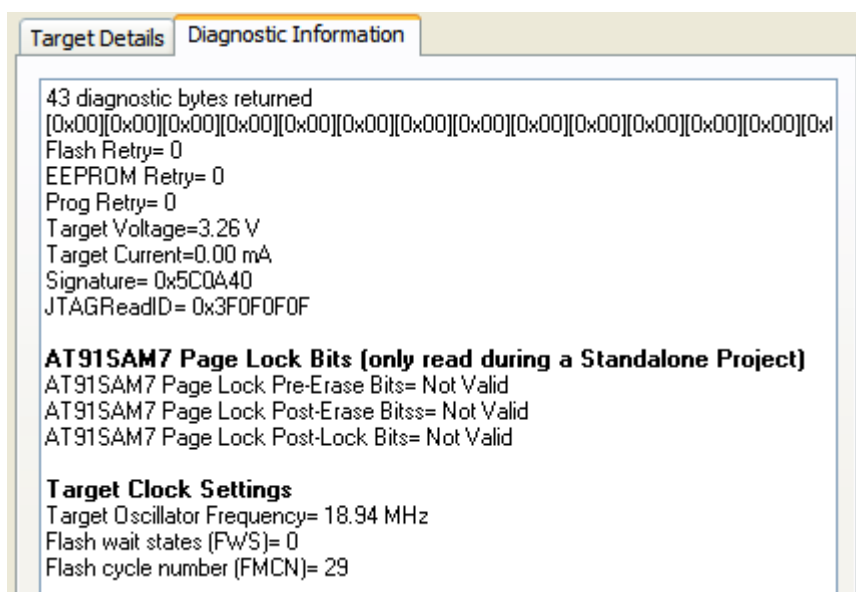 Target Details
Diagnostic Information
43 diagnostic bytes returned
[0x00][0x00][0x00][0x00][0x00][0x00][0x00][0x00][0x00][0x00][0x00][0x00][0x00][0x
Flash Retry= 0
EEPROM Retry= 0
Prog Retry= 0
Target Voltage=3.26 V
Target Current=0.00 mA
Signature= 0x5C0A40
JTAGReadID= 0x3F0F0F0F
AT91SAM7 Page Lock Bits (only read during a Standalone Project)
AT91SAM7 Page Lock Pre-Erase Bits= Not Valid
AT91SAM7 Page Lock Post-Erase Bitss= Not Valid
AT91SAM7 Page Lock Post-Lock Bits= Not Valid
Target Clock Settings
Target Oscillator Frequency= 18.94 MHz
Flash wait states (FWS)= 0
Flash cycle number (FMCN)= 29